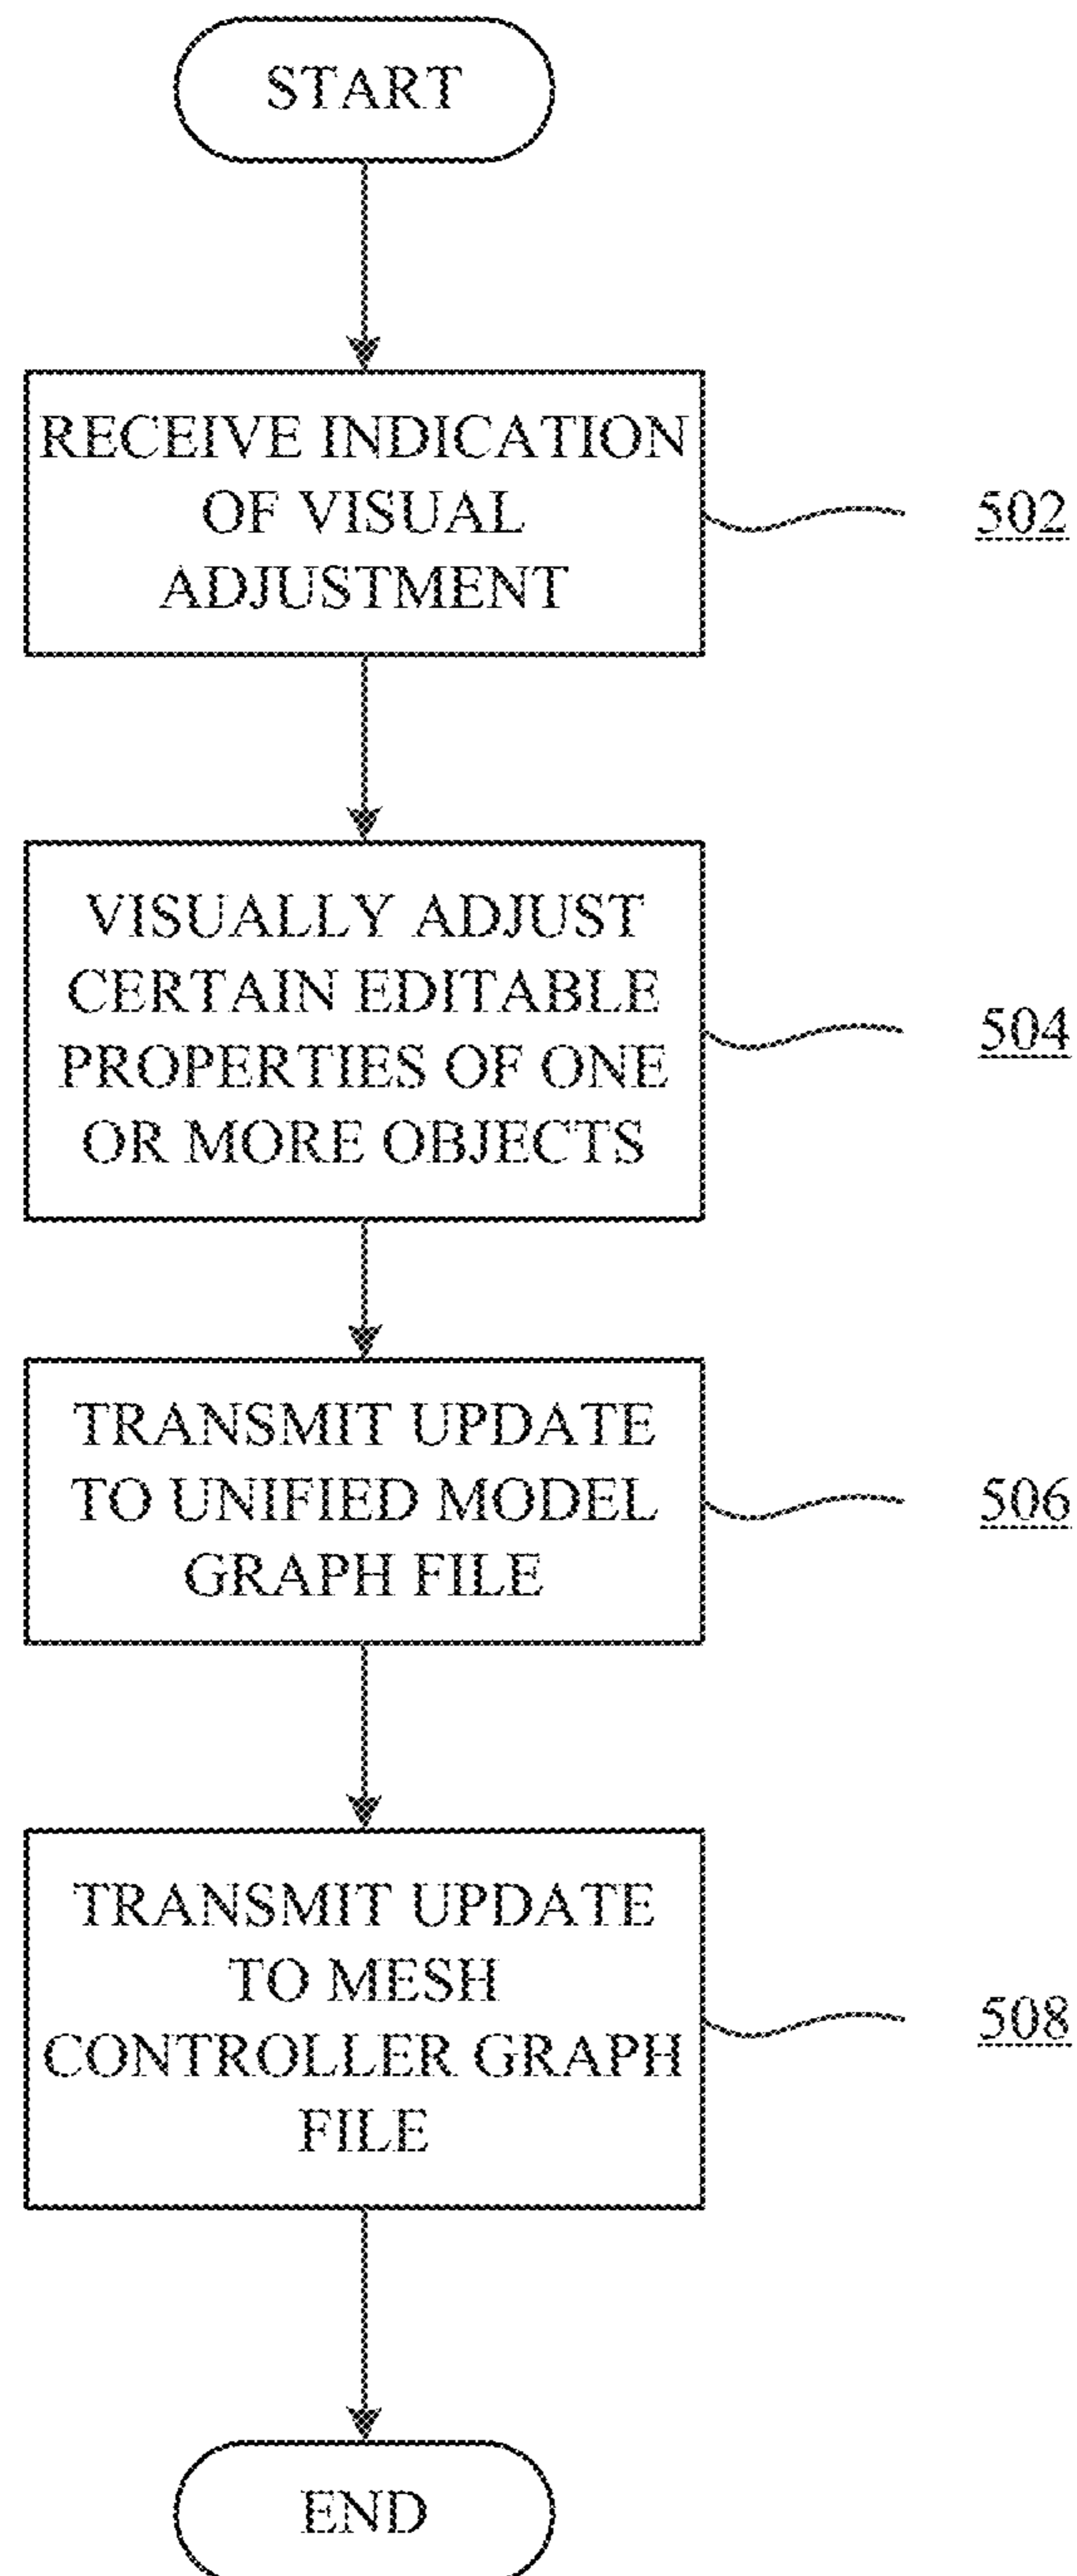 START
RECEIVE INDICATION
OF VISUAL
ADJUSTMENT
502
VISUALLY ADJUST
CERTAIN EDITABLE
PROPERTIES OF ONE
OR MORE OBJECTS
504
TRANSMIT UPDATE
TO UNIFIED MODEL
GRAPH FILE
506
TRANSMIT UPDATE
TO MESH
CONTROLLER GRAPH
FILE
508
END